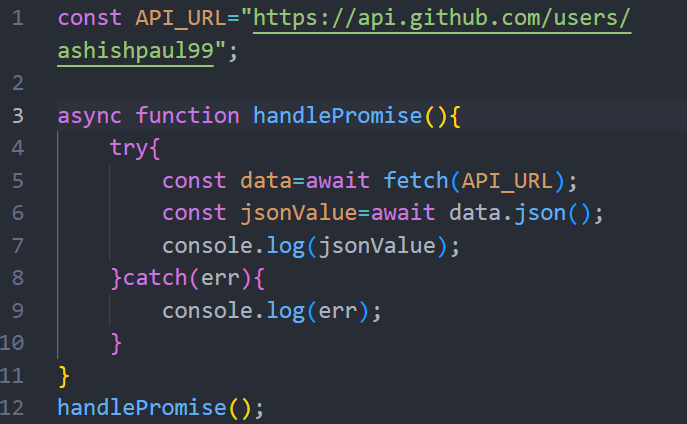 1 const API_URL="https://api.github.com/users/
ashishpaul99";
2
3 async function handlePromise(){
4 try{
5 const data=await fetch(API_URL);
6 const jsonValue=await data.json();
7 console.log(jsonValue);
8 }catch(err){
9 console.log(err);
10 }
11 }
12 handlePromise();